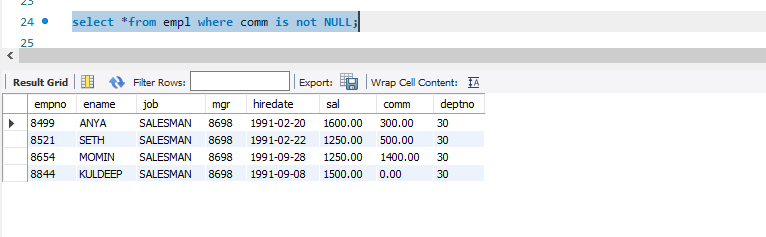 23
24 select *from empl where comm is not NULL;
25
Result Grid Filter Rows: Export: Wrap Cell Content:
empno ename job mgr hiredate sal comm deptno
8499 ANYA SALESMAN 8698 1991-02-20 1600.00 300.00 30
8521 SETH SALESMAN 8698 1991-02-22 1250.00 500.00 30
8654 MOMIN SALESMAN 8698 1991-09-28 1250.00 1400.00 30
8844 KULDEEP SALESMAN 8698 1991-09-08 1500.00 0.00 30